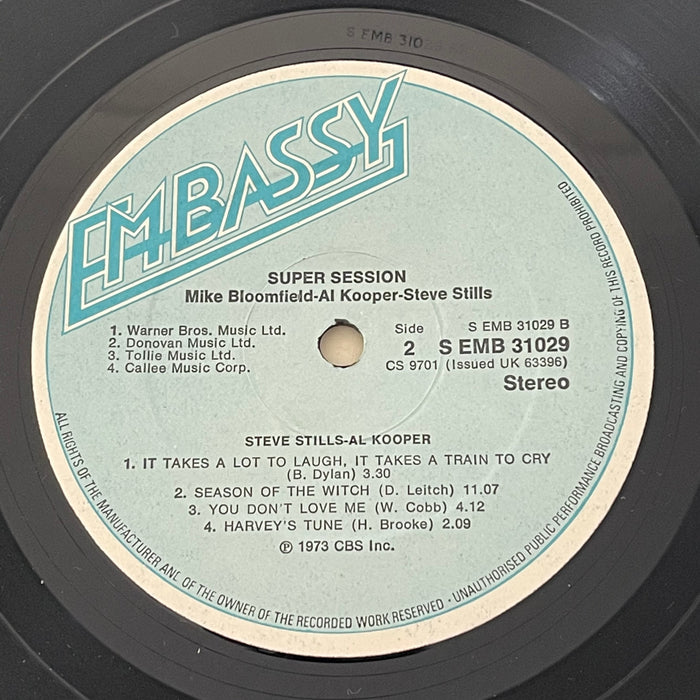 S EMB 310
EMBASSY
SUPER SESSION
Mike Bloomfield-Al Kooper-Steve Stills
1. Warner Bros. Music Ltd.
2. Donovan Music Ltd.
3. Tollie Music Ltd.
4. Callee Music Corp.
Side
2
S EMB 31029 B
S EMB 31029
CS 9701 (Issued UK 63396)
Stereo
STEVE STILLS-AL KOOPER
1. IT TAKES A LOT TO LAUGH, IT TAKES A TRAIN TO CRY
(B. Dylan) 3.30
2. SEASON OF THE WITCH (D. Leitch) 11.07
3. YOU DON'T LOVE ME (W. Cobb) 4.12
4. HARVEY'S TUNE (H. Brooke) 2.09
℗ 1973 CBS Inc.
ALL RIGHTS OF THE MANUFACTURER AND OF THE OWNER OF THE RECORDED WORK RESERVED · UNAUTHORISED PUBLIC PERFORMANCE BROADCASTING AND COPYING OF THIS RECORD PROHIBITED